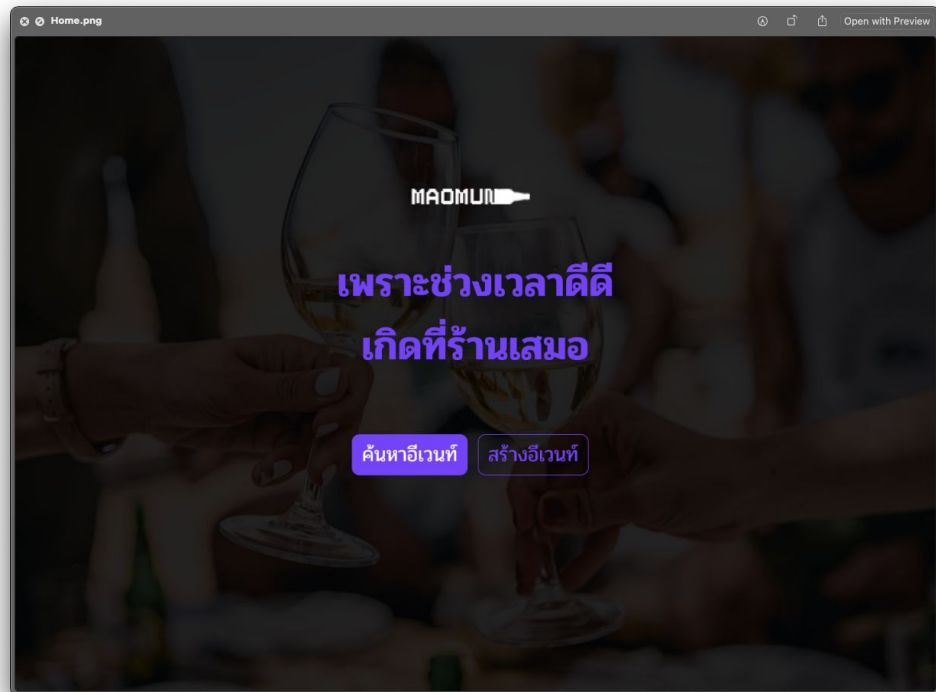 Home.png
Open with Preview
MAOMUN
เพราะช่วงเวลาดีดี
เกิดที่ร้านเสมอ
ค้นหาอีเวนท์
สร้างอีเวนท์